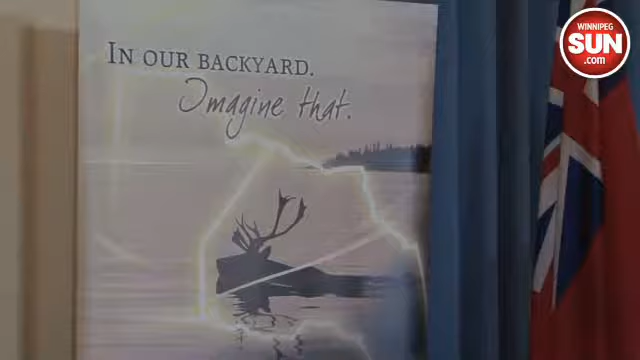 IN OUR BACKYARD.
Imagine that.
WINNIPEG
SUN
.com